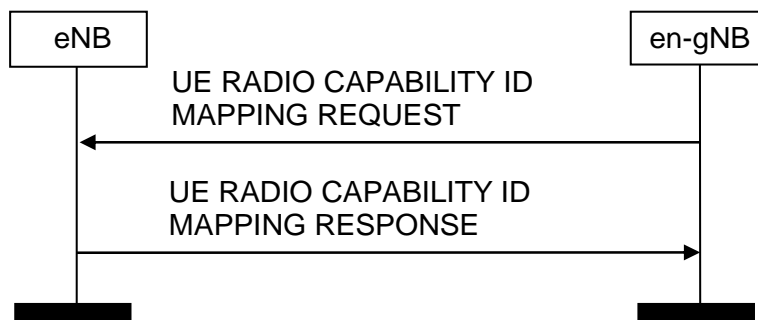 eNB
en-gNB
UE RADIO CAPABILITY ID
MAPPING REQUEST
UE RADIO CAPABILITY ID
MAPPING RESPONSE